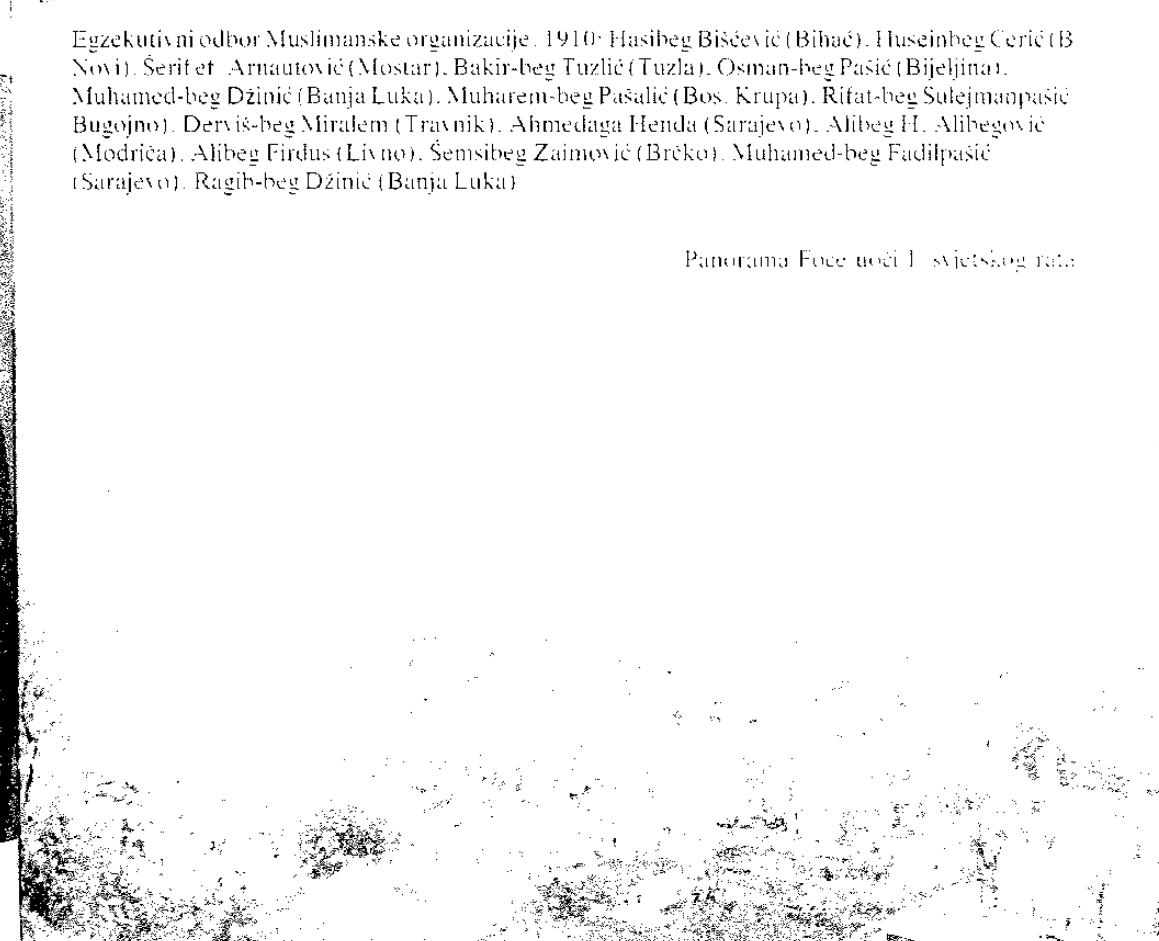 Egzekutivni odbor Muslimanske organizacije, 1910: Hasibeg Biščević (Bihać), Huseinbeg Cerić (B
Novi), Šerif ef. Arnautović (Mostar), Bakir-beg Tuzlić (Tuzla), Osman-beg Pašić (Bijeljina),
Muhamed-beg Džinić (Banja Luka), Muharem-beg Pašalić (Bos. Krupa), Rifat-beg Sulejmanpašić
Bugojno), Derviš-beg Miralem (Travnik), Ahmedaga Henda (Sarajevo), Alibeg H. Alibegović
(Modriča), Alibeg Firdus (Livno), Šemsibeg Zaimović (Brčko), Muhamed-beg Fadilpašić
(Sarajevo), Ragib-beg Džinić (Banja Luka)
Panorama Foče uoči I svjetskog rata